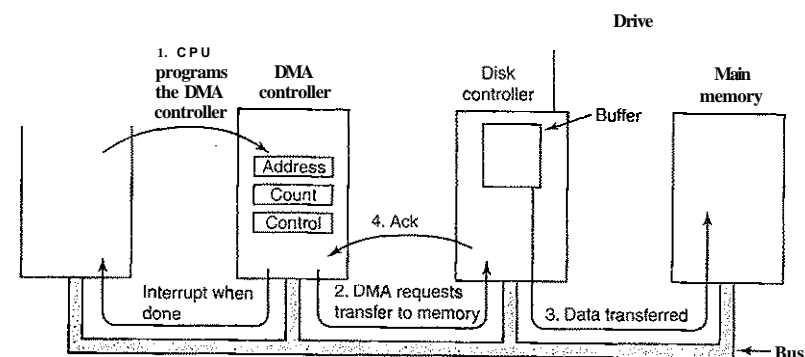 Drive
1. CPU
programs
the DMA
controller
DMA
controller
Disk
controller
Main
memory
Buffer
Address
Count
Control
4. Ack
Interrupt when
done
2. DMA requests
transfer to memory
3. Data transferred
Bus